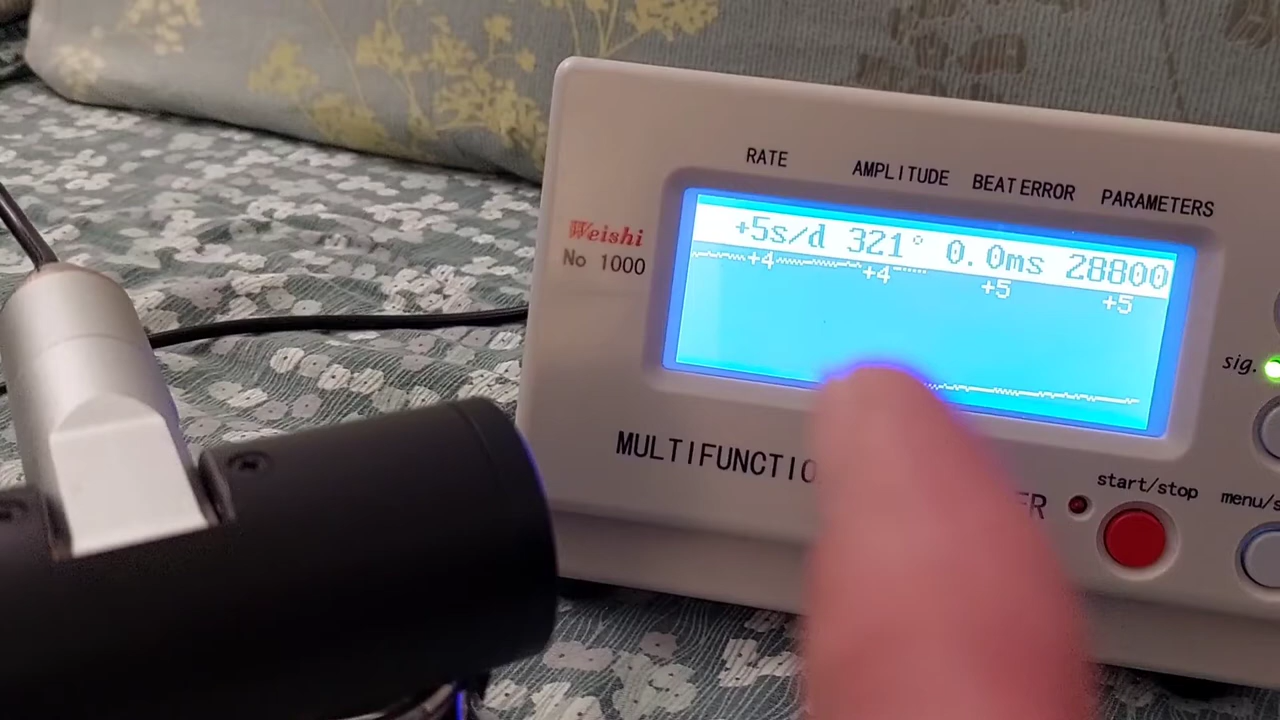 RATE AMPLITUDE BEAT ERROR PARAMETERS
Weishi
No 1000
+5s/d 321° 0.0ms 28800
+4 +4 +5 +5
sig.
MULTIFUNCTIO
start/stop
menu/s